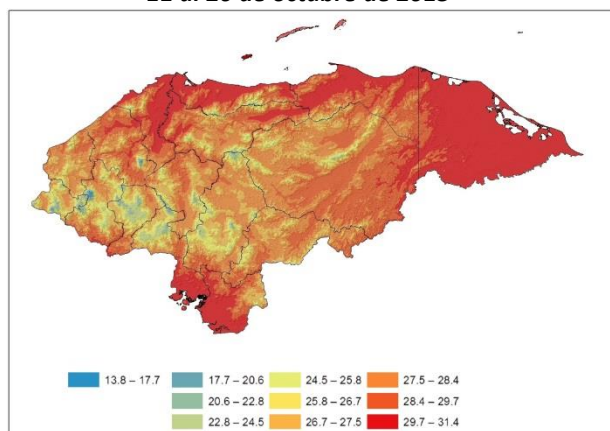 al de octubre de
13.8 – 17.7 17.7 – 20.6 24.5 – 25.8 27.5 – 28.4
20.6 – 22.8 25.8 – 26.7 28.4 – 29.7
22.8 – 24.5 26.7 – 27.5 29.7 – 31.4